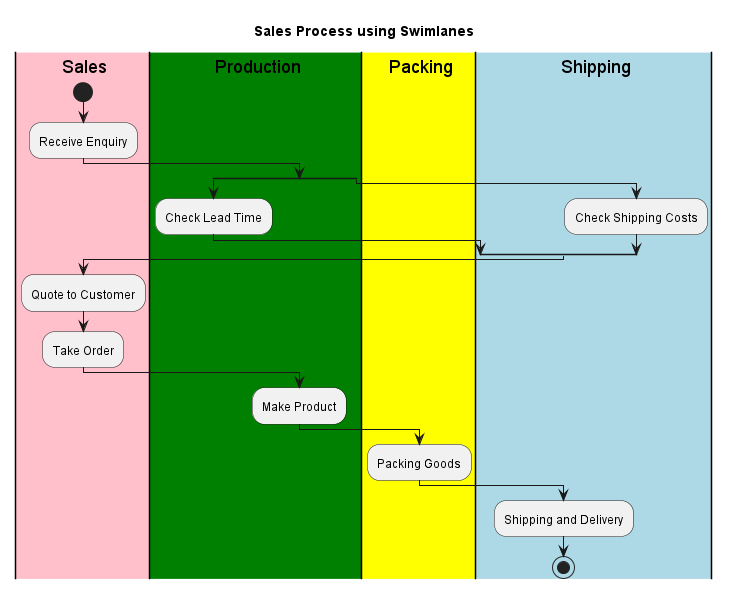 Sales Process using Swimlanes
Sales
Production
Packing
Shipping
Receive Enquiry
Check Lead Time
Check Shipping Costs
Quote to Customer
Take Order
Make Product
Packing Goods
Shipping and Delivery